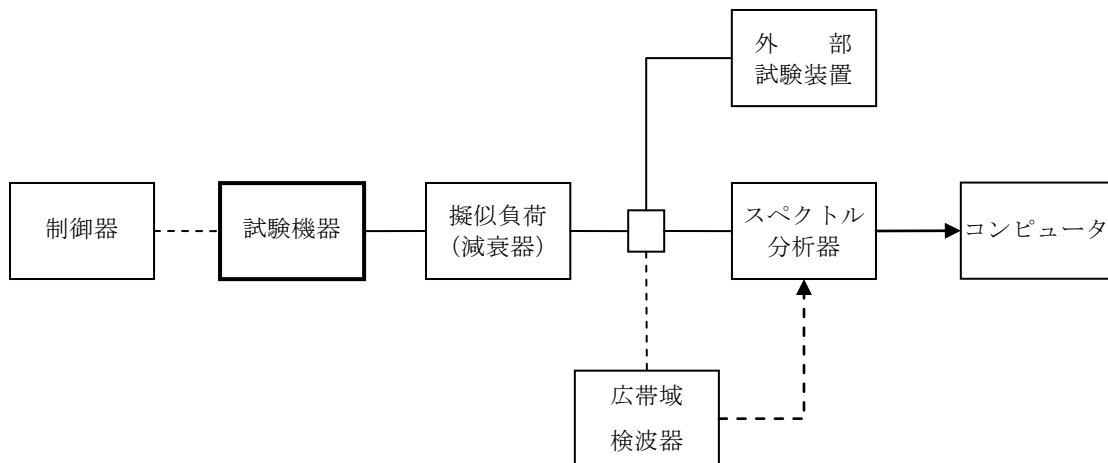 外　　部
試験装置
制御器
試験機器
擬似負荷
（減衰器）
スペクトル
分析器
コンピュータ
広帯域
検波器